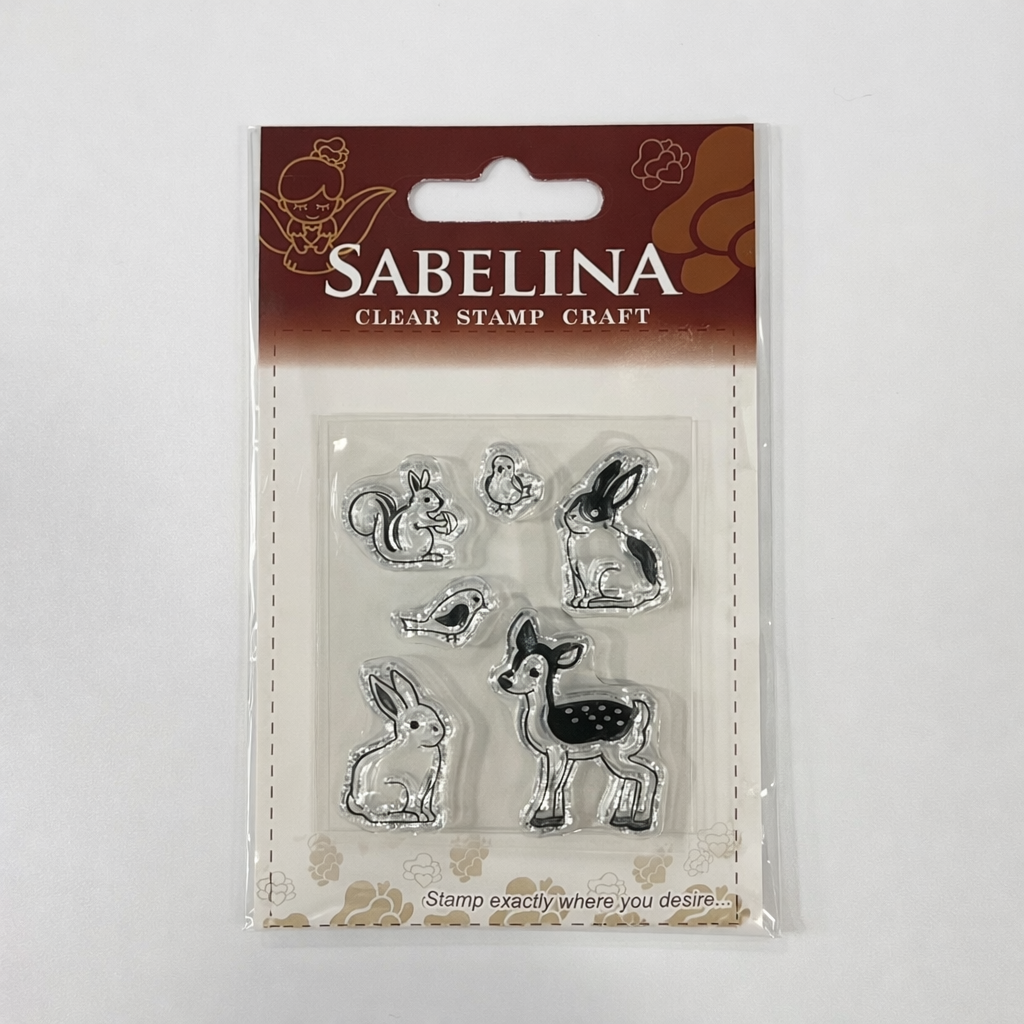 SABELINA
CLEAR STAMP CRAFT
Stamp exactly where you desire...